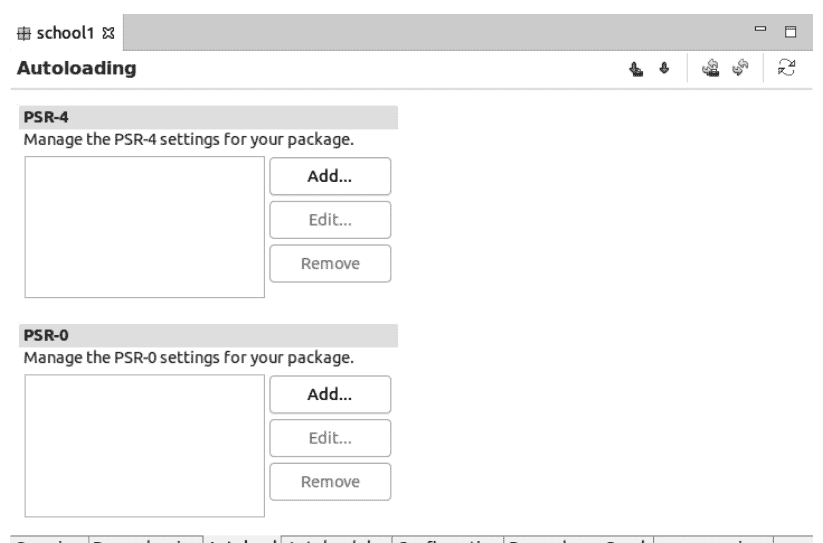 school1
Autoloading
PSR-4
Manage the PSR-4 settings for your package.
Add...
Edit...
Remove
PSR-0
Manage the PSR-0 settings for your package.
Add...
Edit...
Remove